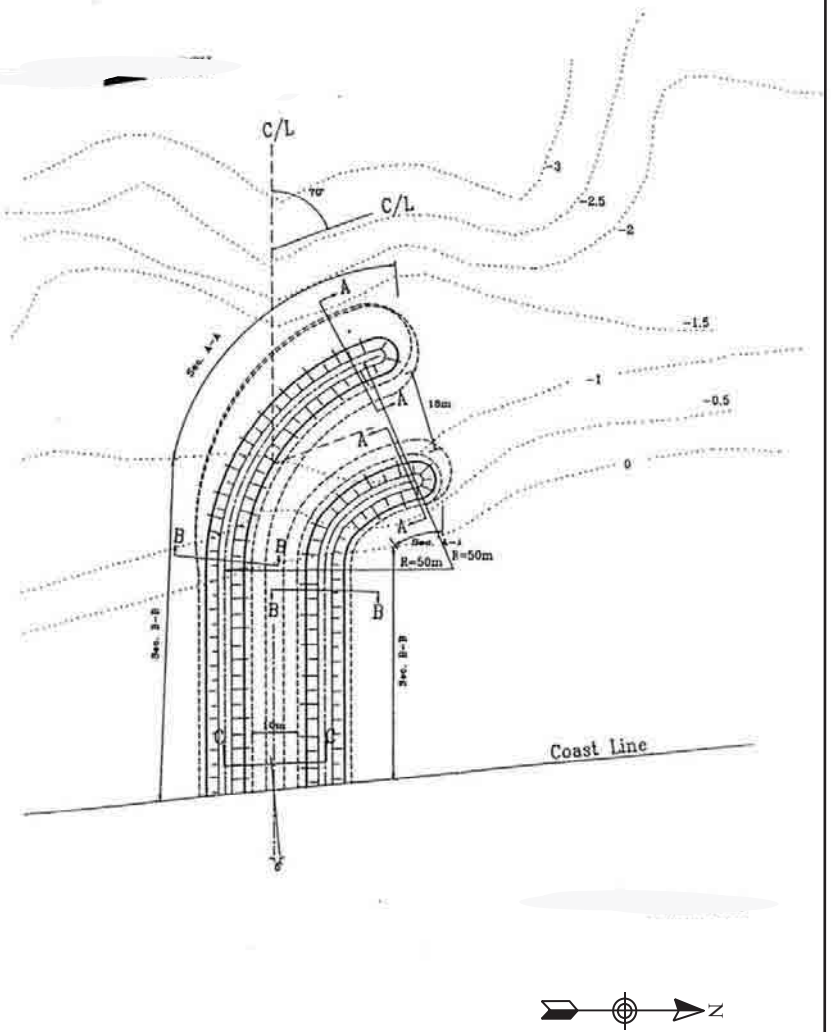 C/L
70°
C/L
-3
-2.5
-2
A
-1.5
Sec. A-A
-1
A
18m
-0.5
A
0
A
Sec. A-A
B
B
R=50m
R=50m
B
B
Sec. B-B
Sec. B-B
10m
C
C
Coast Line
N